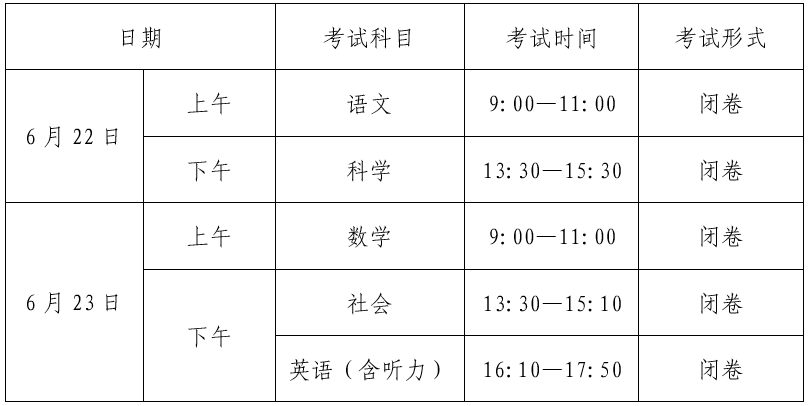 日期 考试科目 考试时间 考试形式
6月22日 上午 语文 9:00—11:00 闭卷
下午 科学 13:30—15:30 闭卷
6月23日 上午 数学 9:00—11:00 闭卷
下午 社会 13:30—15:10 闭卷
英语（含听力） 16:10—17:50 闭卷